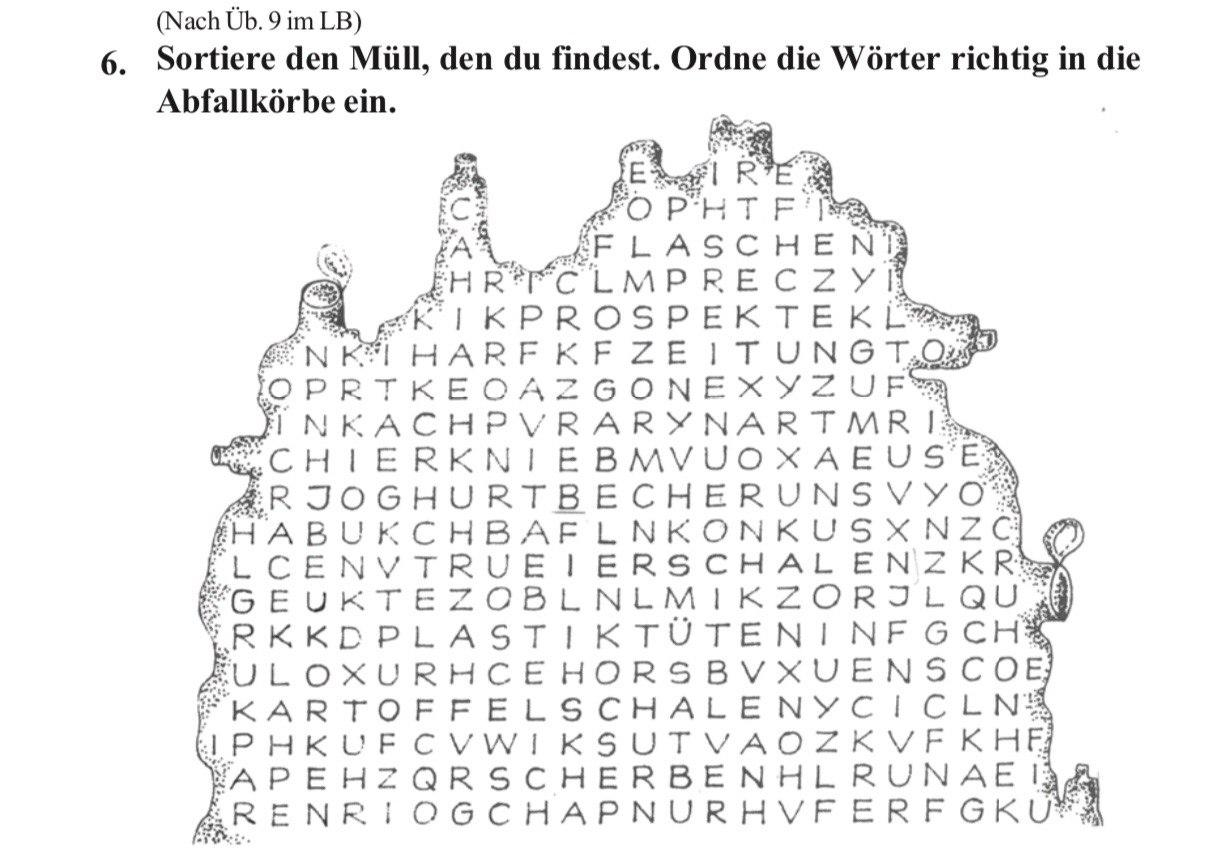 (Nach Üb. 9 im LB)
6. Sortiere den Müll, den du findest. Ordne die Wörter richtig in die
Abfallkörbe ein.
E I R E
C O P H T F I
A F L A S C H E N I
H R T C L M P R E C Z Y I
K I K P R O S P E K T E K L
N K I H A R F K F Z E I T U N G T O
O P R T K E O A Z G O N E X Y Z U F
I N K A C H P V R A R Y N A R T M R I
C H I E R K N I E B M V U O X A E U S E
R J O G H U R T B E C H E R U N S V Y O
H A B U K C H B A F L N K O N K U S X N Z C
L C E N V T R U E I E R S C H A L E N Z K R
G E U K T E Z O B L N L M I K Z O R J L Q U
R K K D P L A S T I K T Ü T E N I N F G C H
U L O X U R H C E H O R S B V X U E N S C O E
K A R T O F F E L S C H A L E N Y C I C L N
I P H K U F C V W I K S U T V A O Z K V F K H F
A P E H Z Q R S C H E R B E N H L R U N A E I
R E N R I O G C H A P N U R H V F E R F G K U